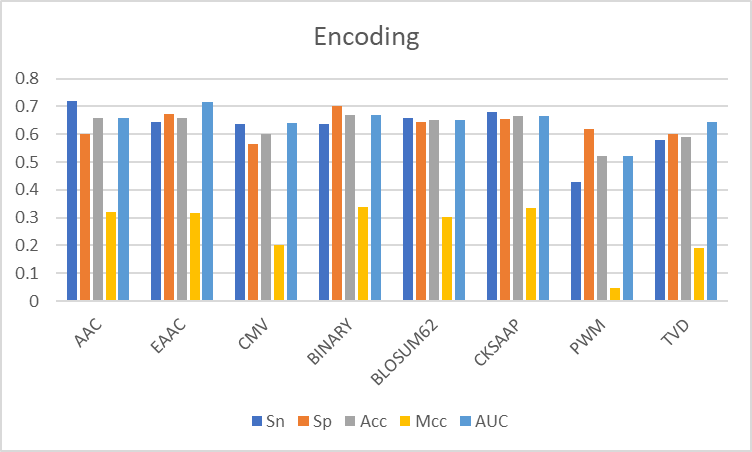 Encoding
0.8
0.7
0.6
0.5
0.4
0.3
0.2
0.1
0
AAC
EAAC
CMV
BINARY
BLOSUM62
CKSAAP
PWM
TVD
Sn Sp Acc Mcc AUC